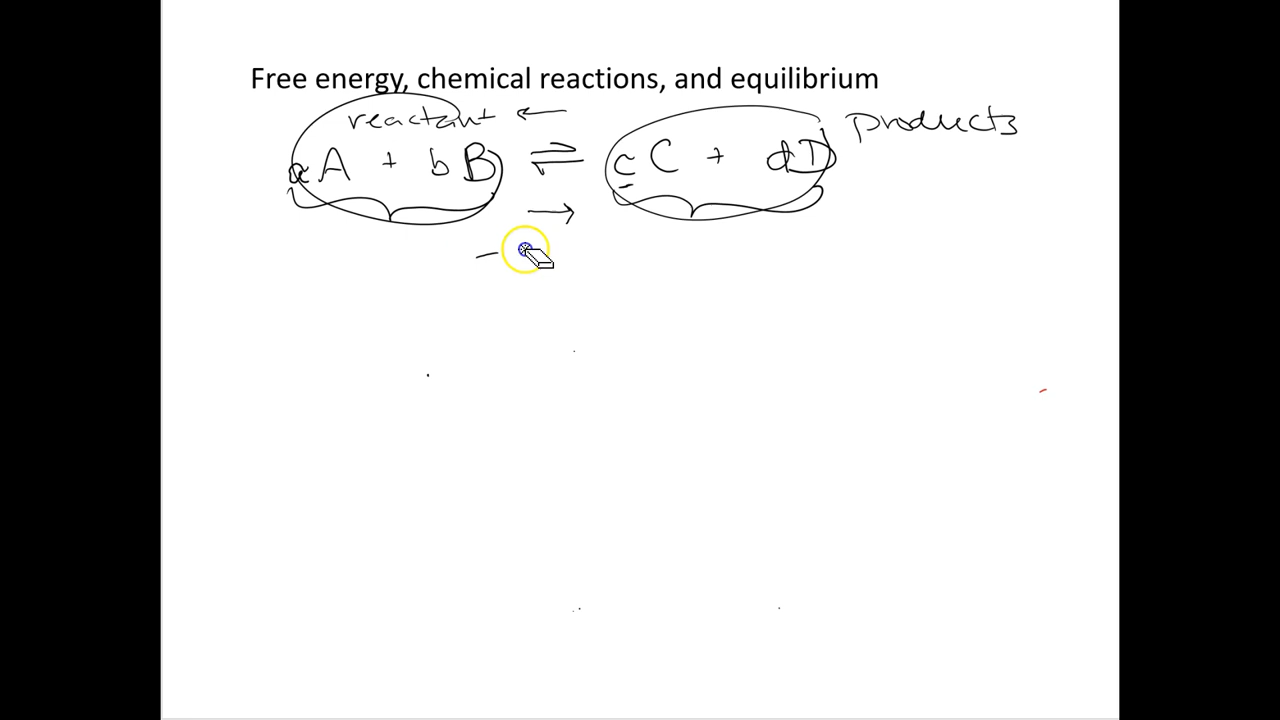 Free energy, chemical reactions, and equilibrium
reactant ← products
aA + bB ⇌ cC + dD
→
–